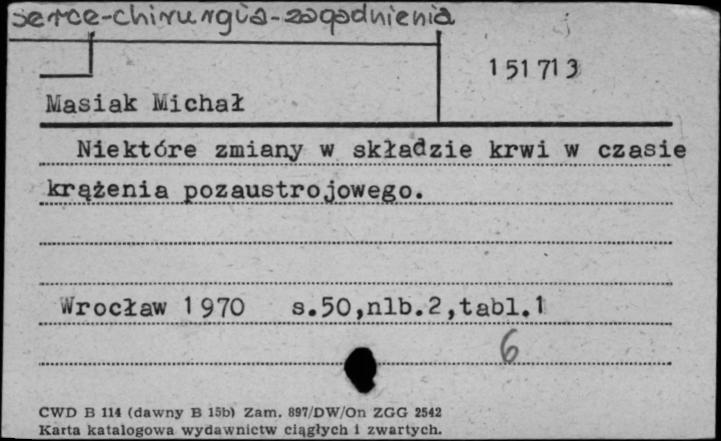 serce-chirurgia-zagadnienia
151713
Masiak Michał
Niektóre zmiany w składzie krwi w czasie
krążenia pozaustrojowego.
Wrocław 1970 s.50,nlb.2,tabl.1
6
CWD B 114 (dawny B 15b) Zam. 897/DW/On ZGG 2542
Karta katalogowa wydawnictw ciągłych i zwartych.